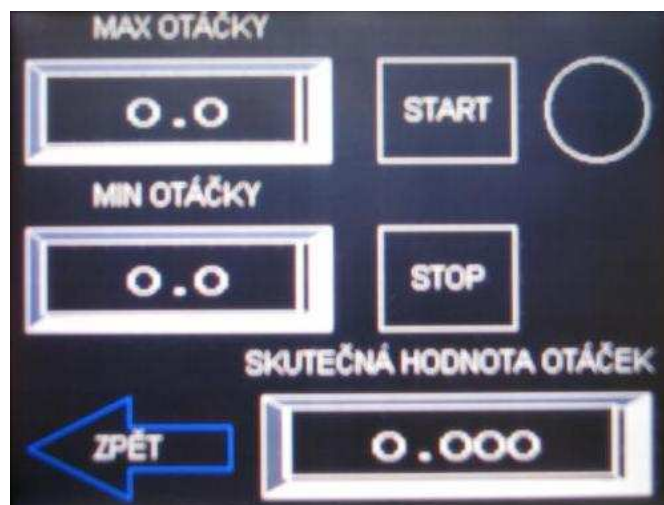 MAX OTÁČKY
0.0
START
MIN OTÁČKY
0.0
STOP
SKUTEČNÁ HODNOTA OTÁČEK
ZPĚT
0.000